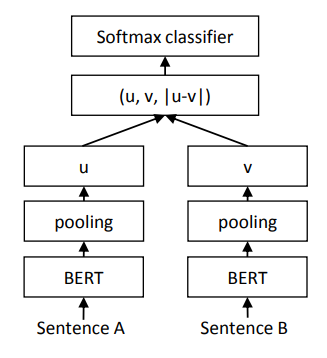 Softmax classifier
(u, v, |u-v|)
u v
pooling pooling
BERT BERT
Sentence A Sentence B